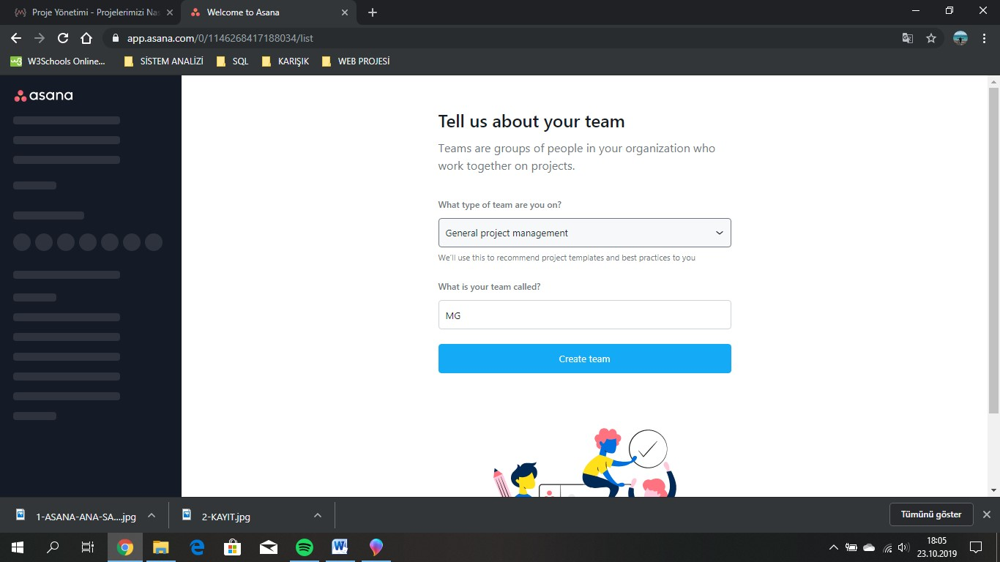 Proje Yönetimi - Projelerimizi Nas
Welcome to Asana
app.asana.com/0/1146268417188034/list
W3Schools Online...
SİSTEM ANALİZİ
SQL
KARIŞIK
WEB PROJESİ
asana
Tell us about your team
Teams are groups of people in your organization who
work together on projects.
What type of team are you on?
General project management
We'll use this to recommend project templates and best practices to you
What is your team called?
MG
Create team
1-ASANA-ANA-SA....jpg
2-KAYIT.jpg
Tümünü göster
18:05
23.10.2019